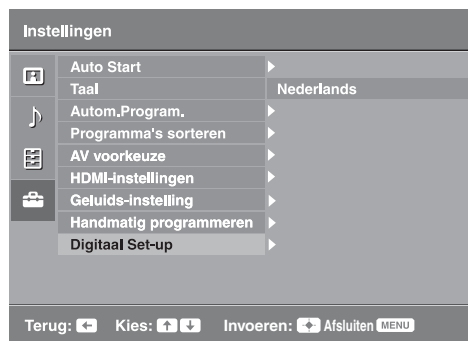 Instellingen
Auto Start
Taal Nederlands
Autom.Program.
Programma's sorteren
AV voorkeuze
HDMI-instellingen
Geluids-instelling
Handmatig programmeren
Digitaal Set-up
Terug: Kies: Invoeren: Afsluiten MENU